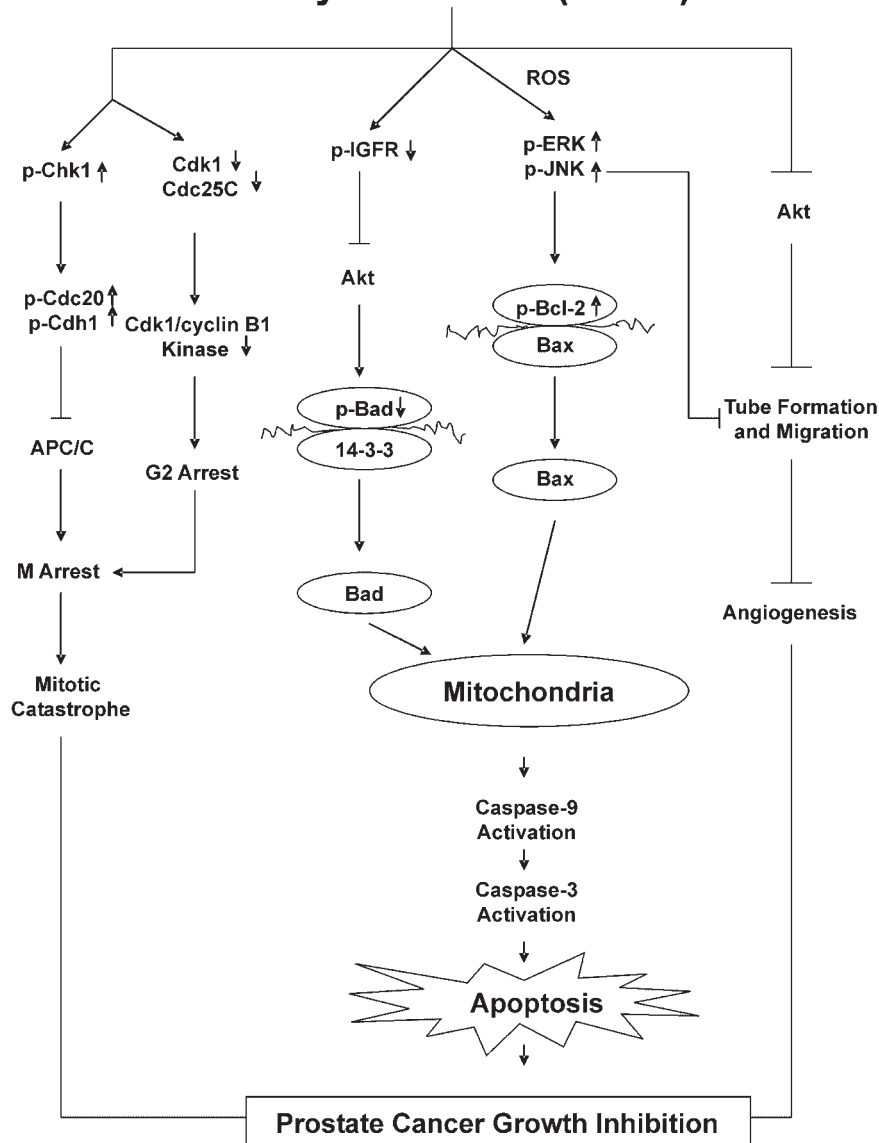 ROS
p-IGFR ↓
p-ERK ↑
p-JNK ↑
p-Chk1 ↑
Cdk1 ↓
Cdc25C ↓
Akt
Akt
p-Cdc20 ↑
p-Cdh1 ↑
Cdk1/cyclin B1
Kinase ↓
p-Bcl-2 ↑
Bax
p-Bad ↓
14-3-3
Tube Formation
and Migration
APC/C
G2 Arrest
Bax
M Arrest
Bad
Angiogenesis
Mitotic
Catastrophe
Mitochondria
Caspase-9
Activation
Caspase-3
Activation
Apoptosis
Prostate Cancer Growth Inhibition